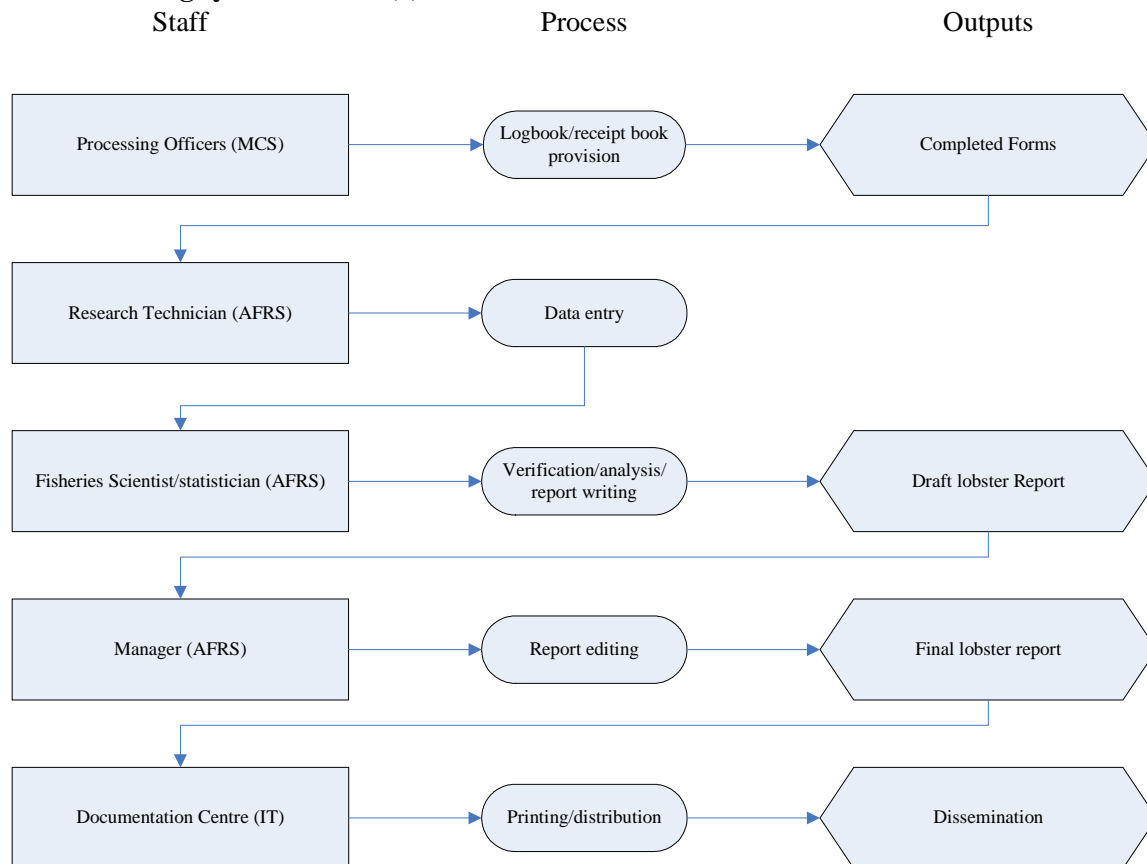 Staff
Process
Outputs
Processing Officers (MCS)
Logbook/receipt book
provision
Completed Forms
Research Technician (AFRS)
Data entry
Fisheries Scientist/statistician (AFRS)
Verification/analysis/
report writing
Draft lobster Report
Manager (AFRS)
Report editing
Final lobster report
Documentation Centre (IT)
Printing/distribution
Dissemination